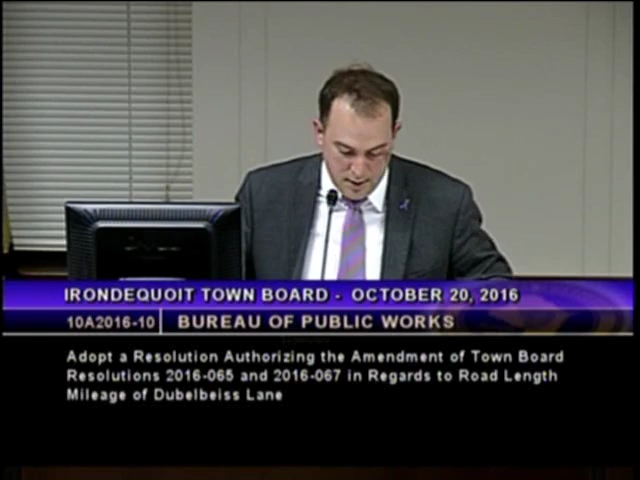 IRONDEQUOIT TOWN BOARD - OCTOBER 20, 2016
10A2016-10 BUREAU OF PUBLIC WORKS
Adopt a Resolution Authorizing the Amendment of Town Board
Resolutions 2016-065 and 2016-067 in Regards to Road Length
Mileage of Dubelbeiss Lane